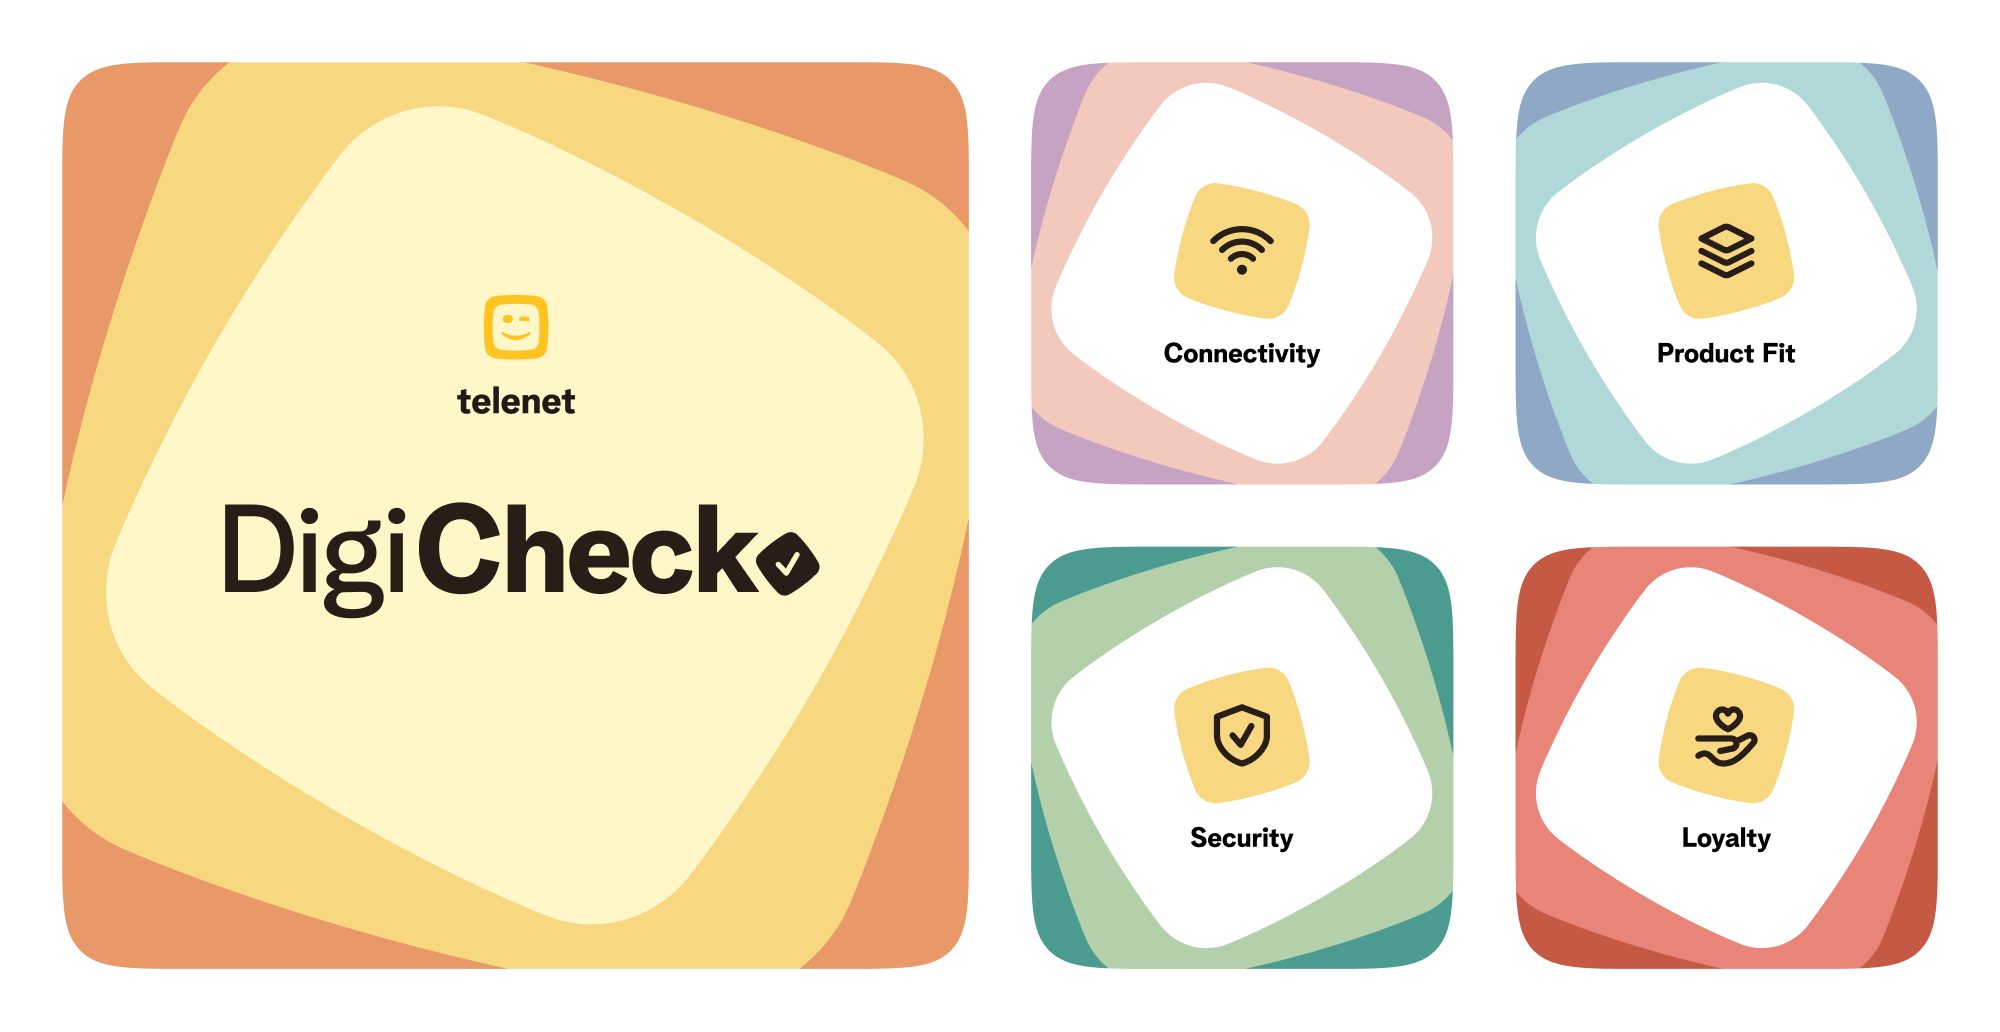 telenet
DigiCheck
Connectivity
Product Fit
Security
Loyalty